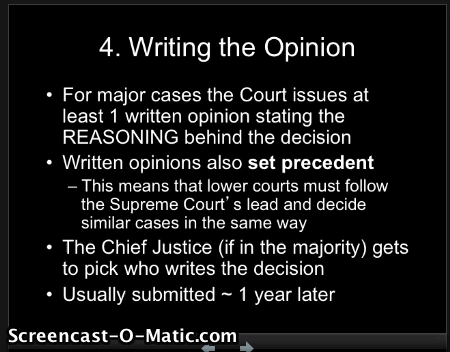 4. Writing the Opinion
• For major cases the Court issues at
least 1 written opinion stating the
REASONING behind the decision
• Written opinions also set precedent
– This means that lower courts must follow
the Supreme Court's lead and decide
similar cases in the same way
• The Chief Justice (if in the majority) gets
to pick who writes the decision
• Usually submitted ~ 1 year later
Screencast-O-Matic.com